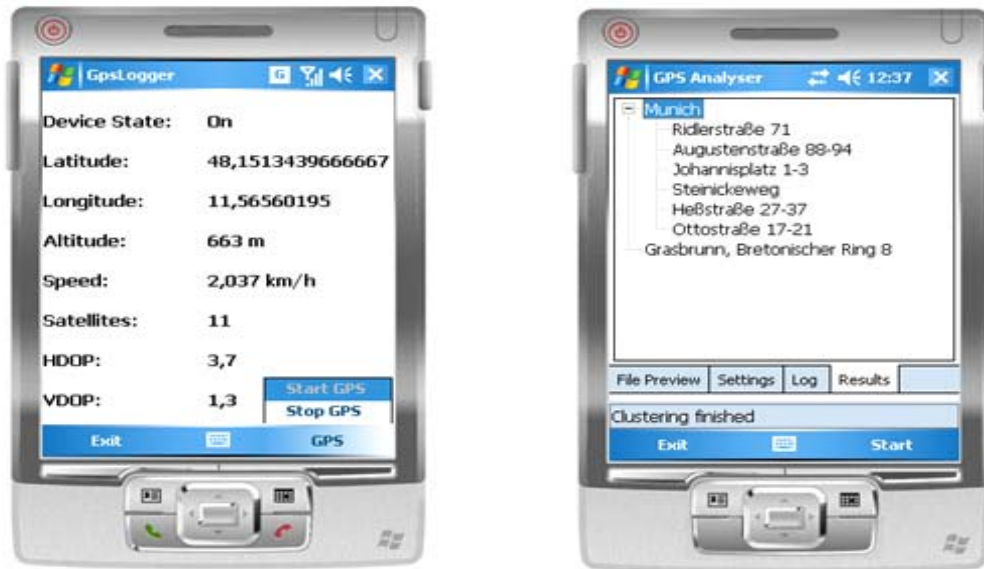 GpsLogger
G
Device State: On
Latitude: 48,1513439666667
Longitude: 11,56560195
Altitude: 663 m
Speed: 2,037 km/h
Satellites: 11
HDOP: 3,7
VDOP: 1,3
Start GPS
Stop GPS
Exit GPS
GPS Analyser 12:37
Munich
Ridlerstraße 71
Augustenstraße 88-94
Johannisplatz 1-3
Steinickeweg
Heßstraße 27-37
Ottostraße 17-21
Grasbrunn, Bretonischer Ring 8
File Preview Settings Log Results
Clustering finished
Exit Start